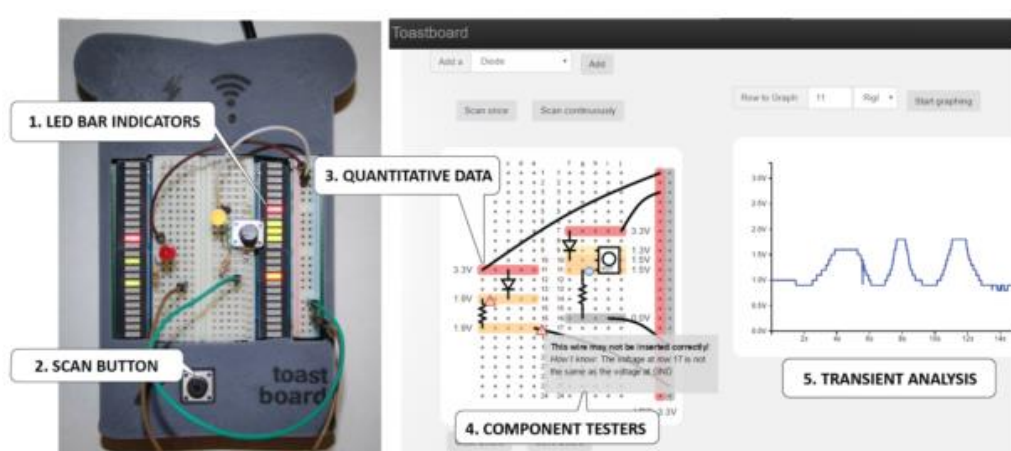 Toastboard
Add a Diode Add
Scan once Scan continuously
Row to Graph: 11 Start graphing
1. LED BAR INDICATORS
2. SCAN BUTTON
toast
board
3. QUANTITATIVE DATA
3.3V
1.3V
1.5V
1.5V
3.3V
1.9V
0.0V
1.9V
This wire may not be inserted correctly!
How I know: The voltage at row 17 is not
the same as the voltage at GND
3.3V
4. COMPONENT TESTERS
3.0V
2.5V
2.0V
1.5V
1.0V
0.5V
0.0V
2s 4s 6s 8s 10s 12s 14s
5. TRANSIENT ANALYSIS